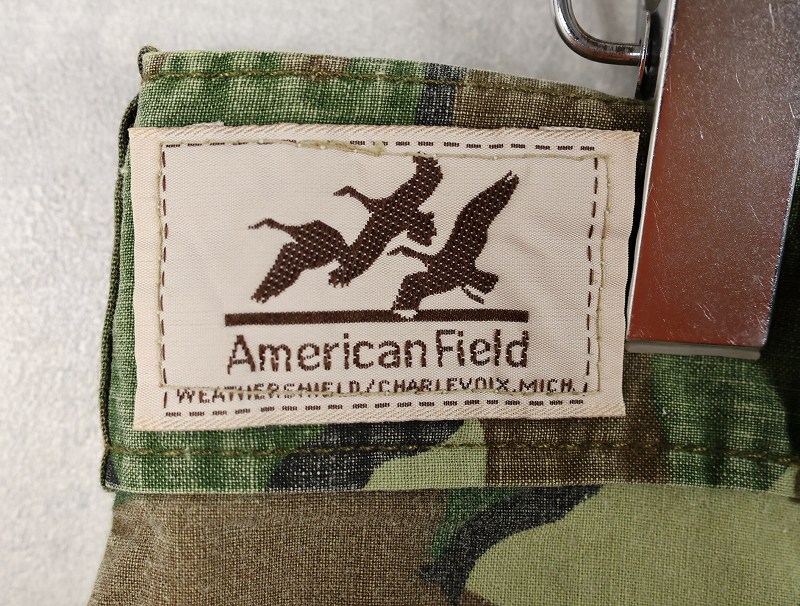 American Field
WEATHERSHIELD/CHARLEVOIX, MICH.